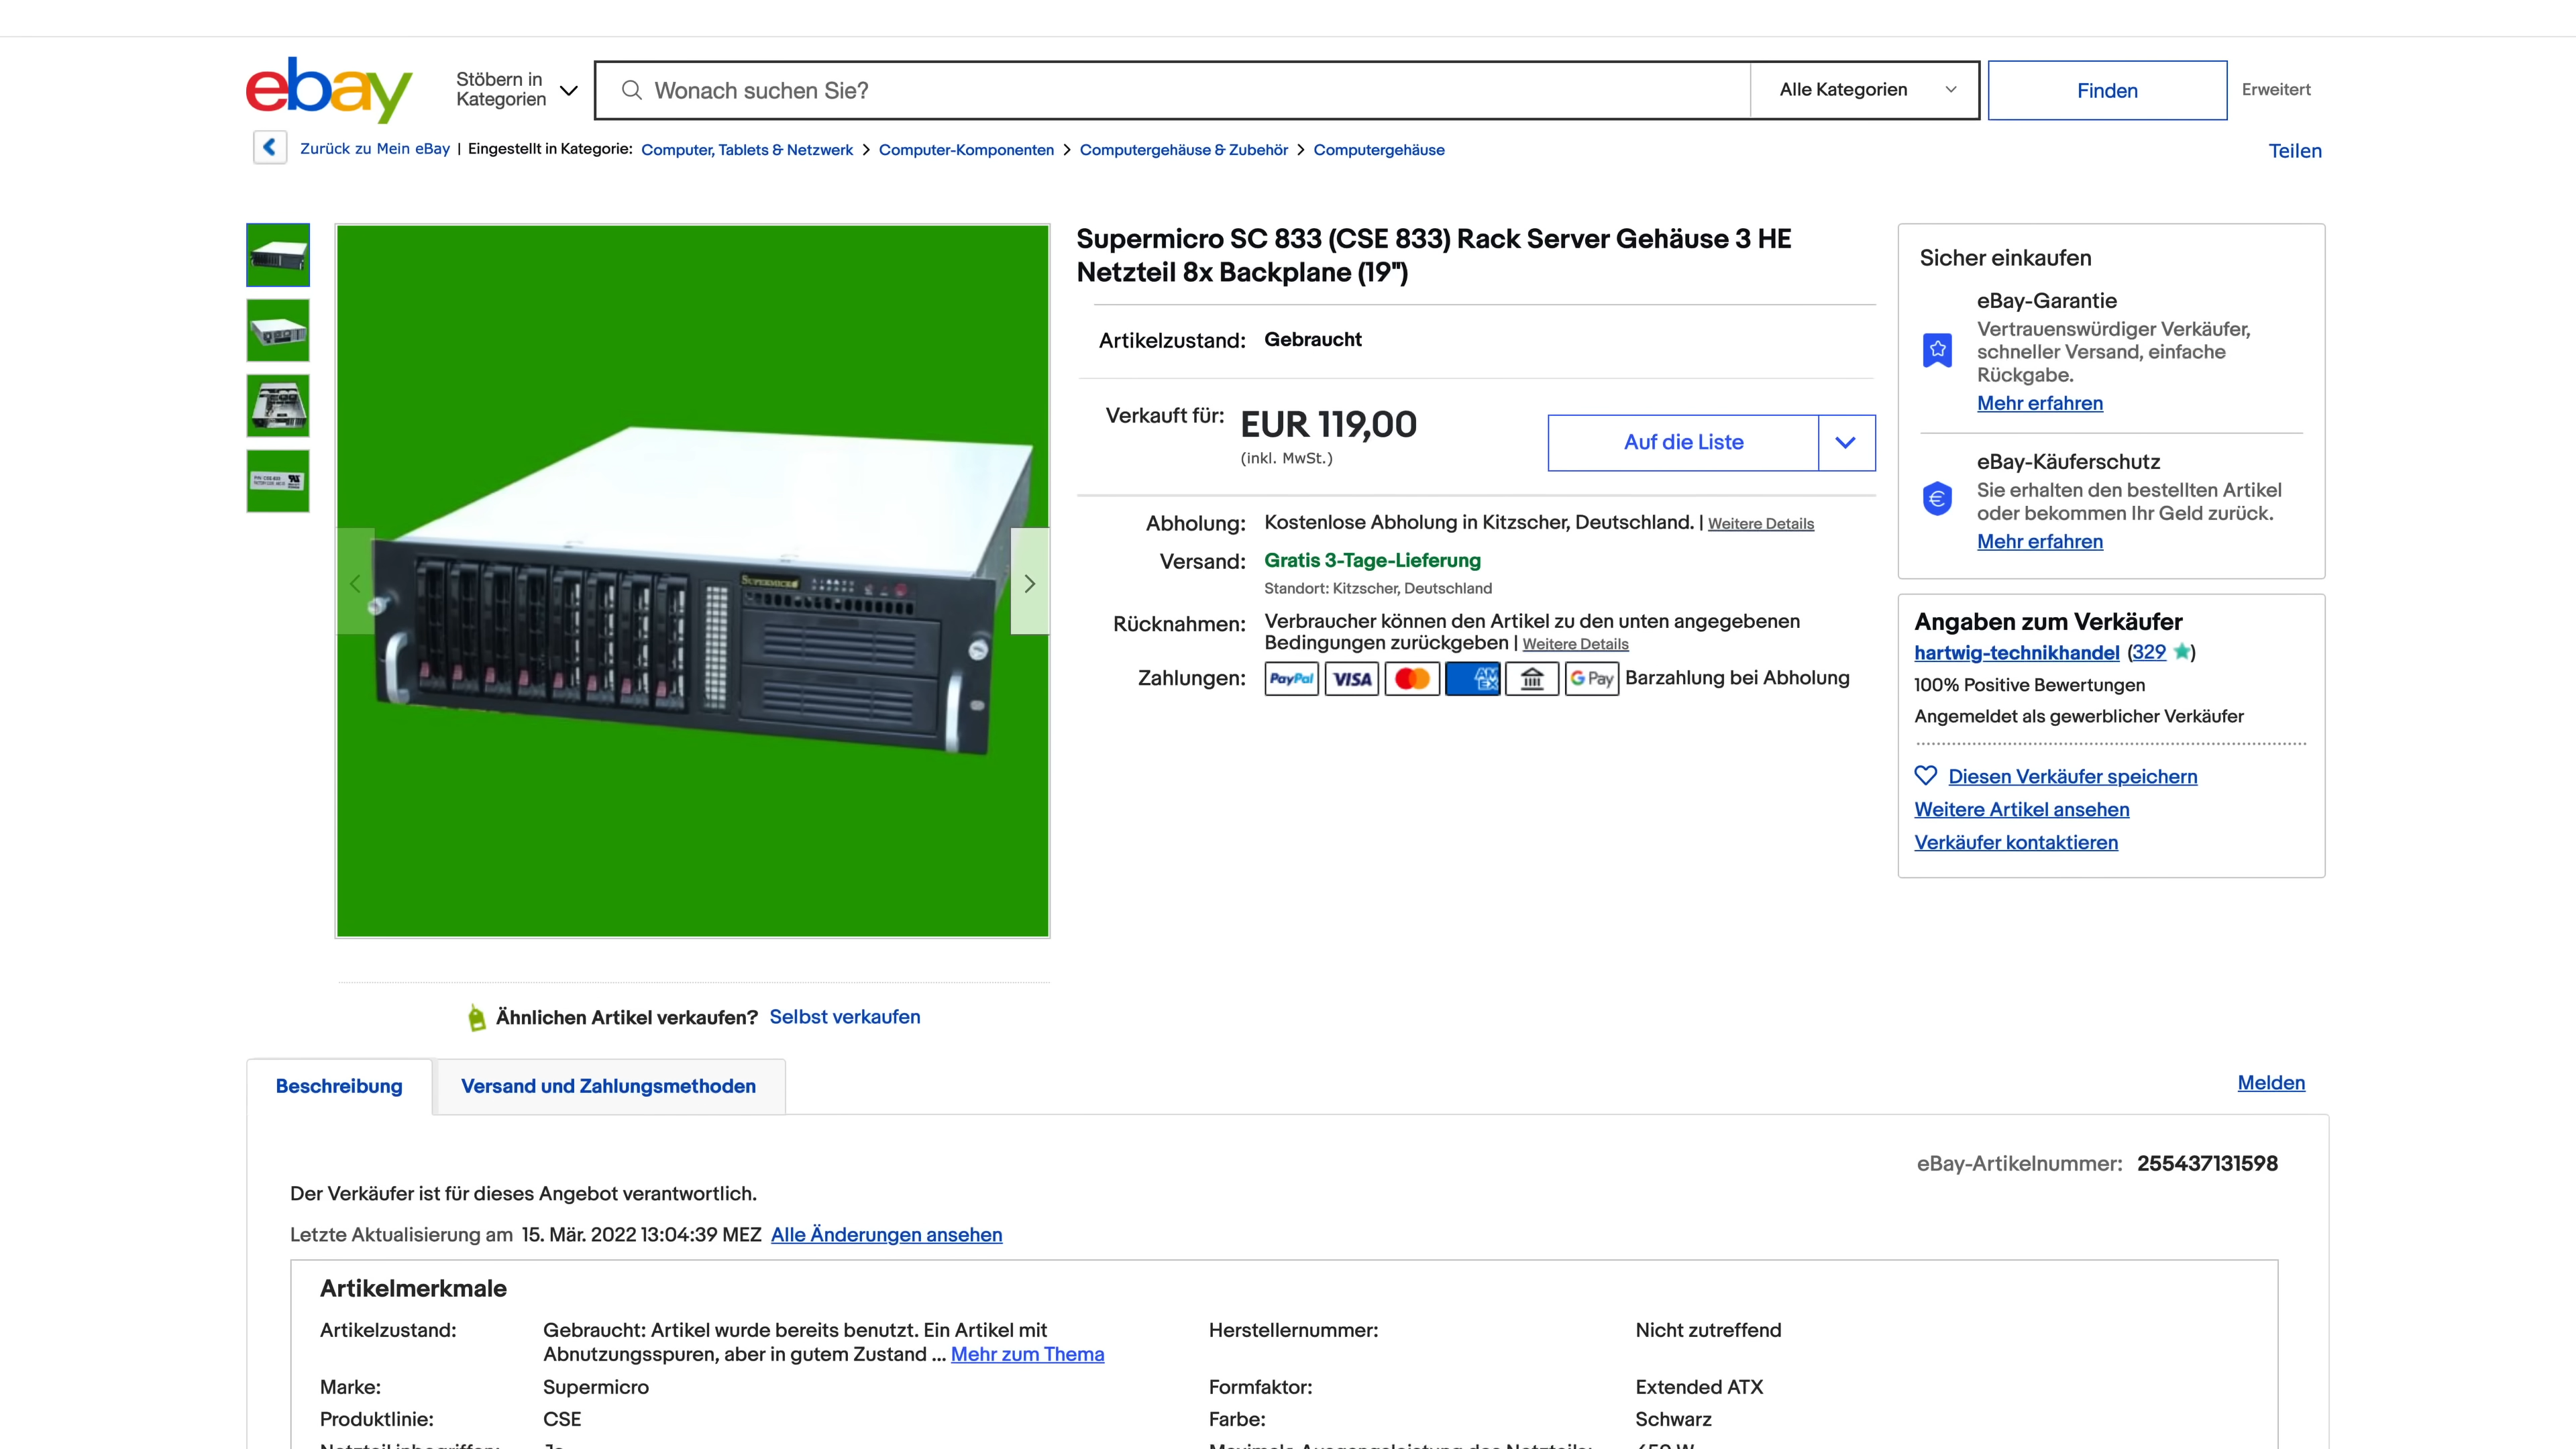 ebay
Stöbern in
Kategorien
Wonach suchen Sie?
Alle Kategorien
Finden
Erweitert
Zurück zu Mein eBay | Eingestellt in Kategorie: Computer, Tablets & Netzwerk > Computer-Komponenten > Computergehäuse & Zubehör > Computergehäuse
Teilen
Supermicro SC 833 (CSE 833) Rack Server Gehäuse 3 HE
Netzteil 8x Backplane (19")
Artikelzustand: Gebraucht
Verkauft für: EUR 119,00
(inkl. MwSt.)
Auf die Liste
Abholung: Kostenlose Abholung in Kitzscher, Deutschland. | Weitere Details
Versand: Gratis 3-Tage-Lieferung
Standort: Kitzscher, Deutschland
Rücknahmen: Verbraucher können den Artikel zu den unten angegebenen
Bedingungen zurückgeben | Weitere Details
Zahlungen: PayPal VISA AMEX G Pay Barzahlung bei Abholung
SUPERMICRO
Sicher einkaufen
eBay-Garantie
Vertrauenswürdiger Verkäufer,
schneller Versand, einfache
Rückgabe.
Mehr erfahren
eBay-Käuferschutz
Sie erhalten den bestellten Artikel
oder bekommen Ihr Geld zurück.
Mehr erfahren
Angaben zum Verkäufer
hartwig-technikhandel (329)
100% Positive Bewertungen
Angemeldet als gewerblicher Verkäufer
Diesen Verkäufer speichern
Weitere Artikel ansehen
Verkäufer kontaktieren
Ähnlichen Artikel verkaufen? Selbst verkaufen
Beschreibung
Versand und Zahlungsmethoden
Melden
eBay-Artikelnummer: 255437131598
Der Verkäufer ist für dieses Angebot verantwortlich.
Letzte Aktualisierung am 15. Mär. 2022 13:04:39 MEZ Alle Änderungen ansehen
Artikelmerkmale
Artikelzustand: Gebraucht: Artikel wurde bereits benutzt. Ein Artikel mit
Abnutzungsspuren, aber in gutem Zustand ... Mehr zum Thema
Herstellernummer: Nicht zutreffend
Marke: Supermicro
Formfaktor: Extended ATX
Produktlinie: CSE
Farbe: Schwarz